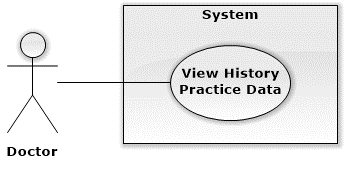 System
View History
Practice Data
Doctor